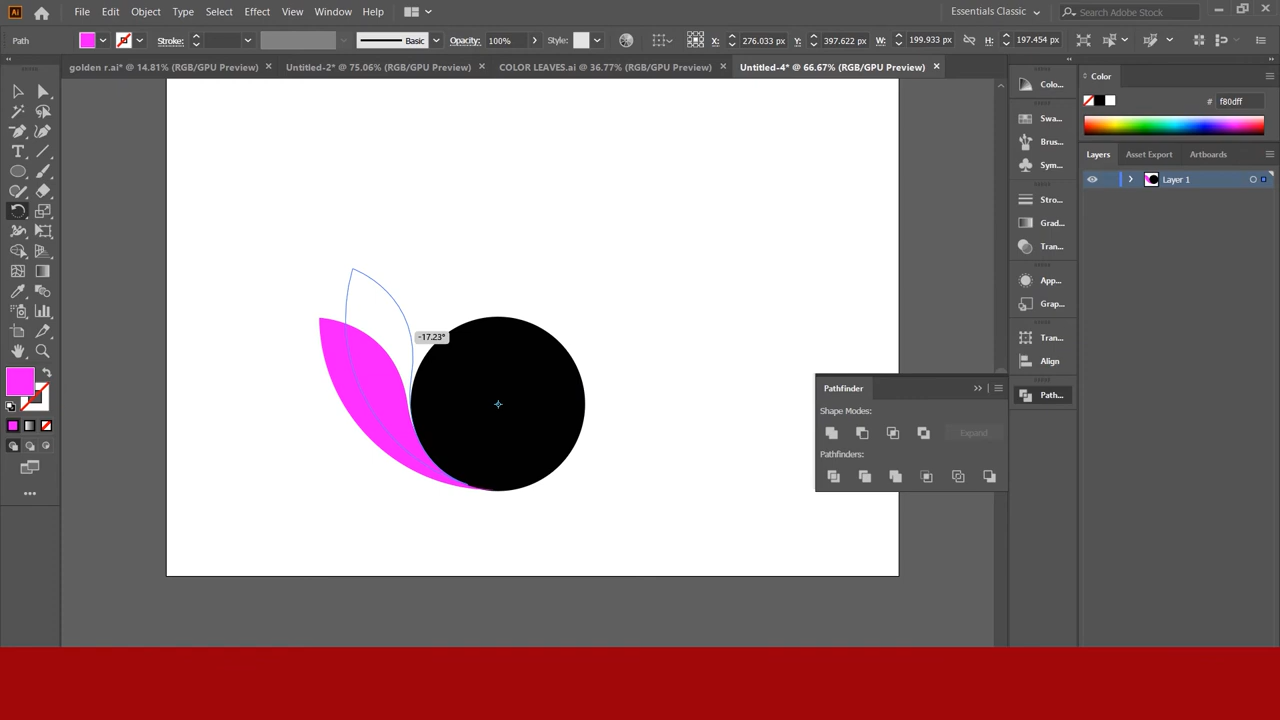 Ai File Edit Object Type Select Effect View Window Help Essentials Classic Search Adobe Stock
Path Stroke: Basic Opacity: 100% Style: X: 276.033 px Y: 397.622 px W: 199.933 px H: 197.454 px
golden r.ai* @ 14.81% (RGB/GPU Preview) × Untitled-2* @ 75.06% (RGB/GPU Preview) × COLOR LEAVES.ai @ 36.77% (RGB/GPU Preview) × Untitled-4* @ 66.67% (RGB/GPU Preview) ×
Colo...
Color
# f80dff
Swa...
Brus...
Sym...
Layers Asset Export Artboards
Layer 1
Stro...
Grad...
Tran...
App...
Grap...
Tran...
Align
Path...
-17.23°
Pathfinder
Shape Modes:
Expand
Pathfinders: